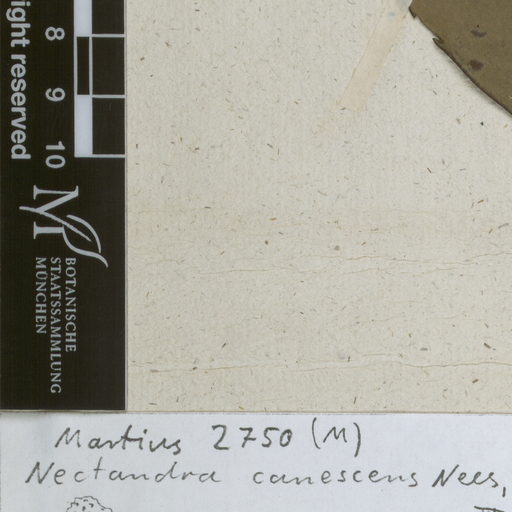 ight reserved
8
9
10
M
BOTANISCHE
STAATSSAMMLUNG
MÜNCHEN
Martius 2750 (M)
Nectandra canescens Nees,